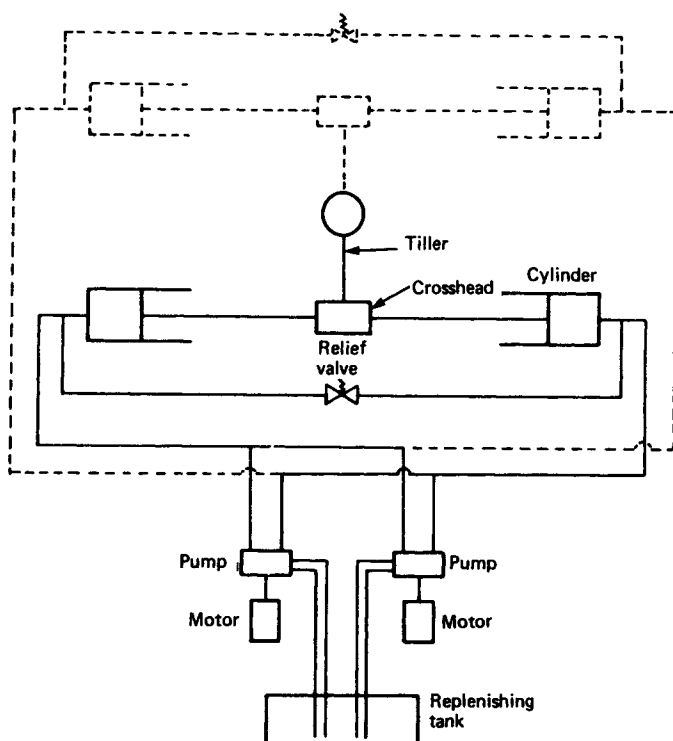 Tiller
Crosshead
Cylinder
Relief
valve
Pump
Pump
Motor
Motor
Replenishing
tank